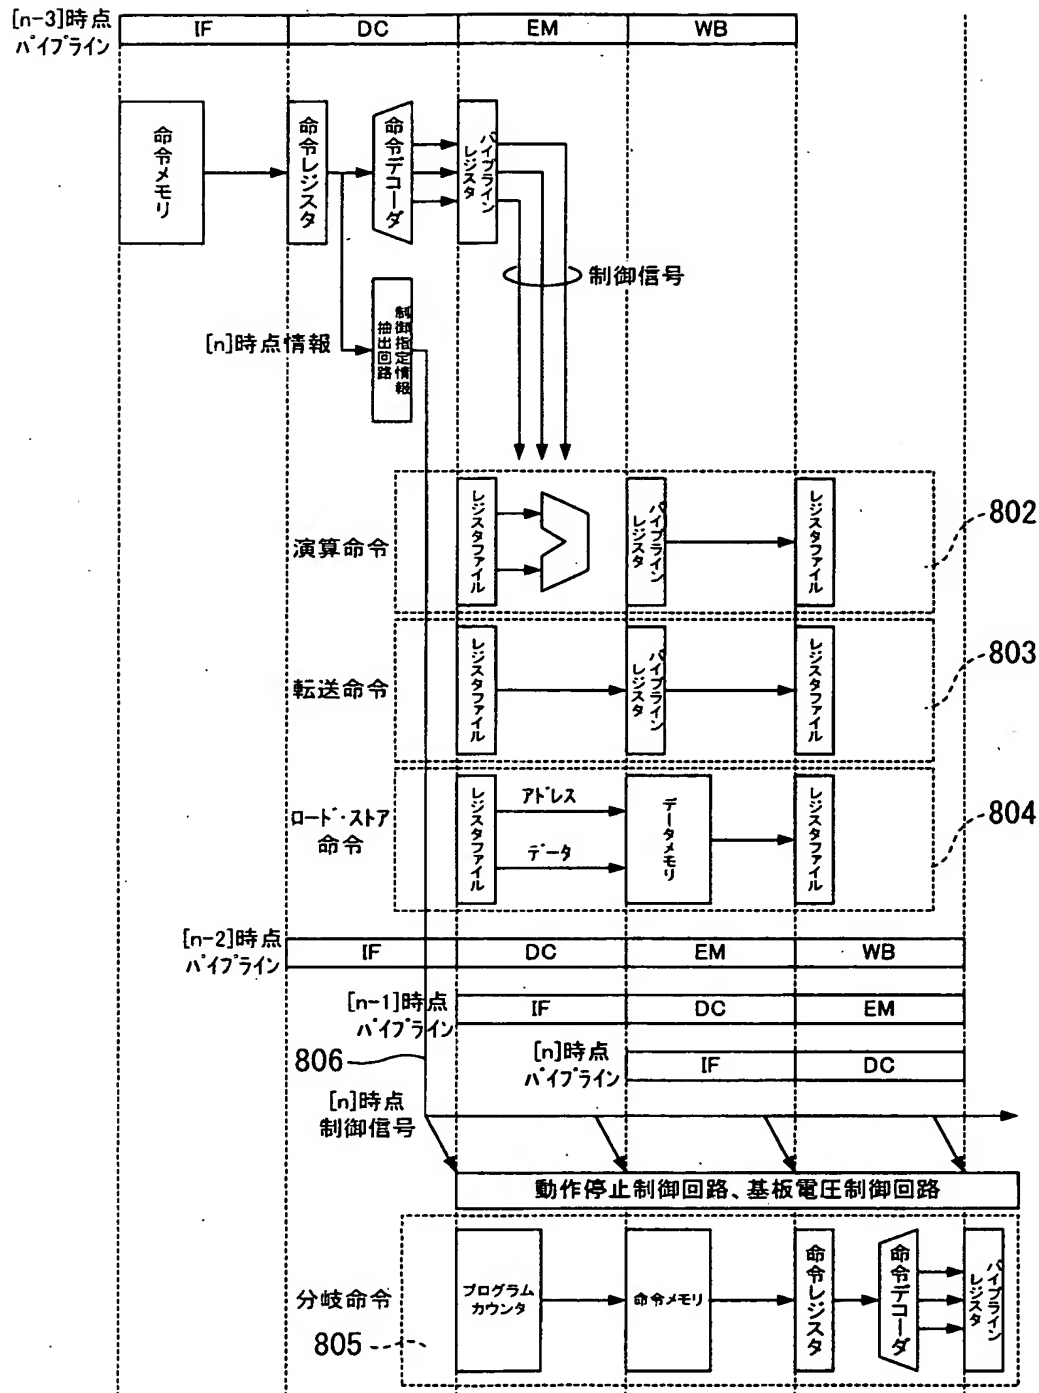 [n-3]時点
パイプライン
IF
DC
EM
WB
命令メモリ
命令レジスタ
命令デコーダ
パイプライン
レジスタ
制御信号
[n]時点情報
制御指定情報
抽出回路
演算命令
レジスタファイル
パイプライン
レジスタ
レジスタファイル
802
転送命令
レジスタファイル
パイプライン
レジスタ
レジスタファイル
803
ロード・ストア
命令
レジスタファイル
アドレス
データ
データメモリ
レジスタファイル
804
[n-2]時点
パイプライン
IF
DC
EM
WB
[n-1]時点
パイプライン
IF
DC
EM
[n]時点
パイプライン
IF
DC
806
[n]時点
制御信号
動作停止制御回路、基板電圧制御回路
分岐命令
805
プログラム
カウンタ
命令メモリ
命令レジスタ
命令デコーダ
パイプライン
レジスタ